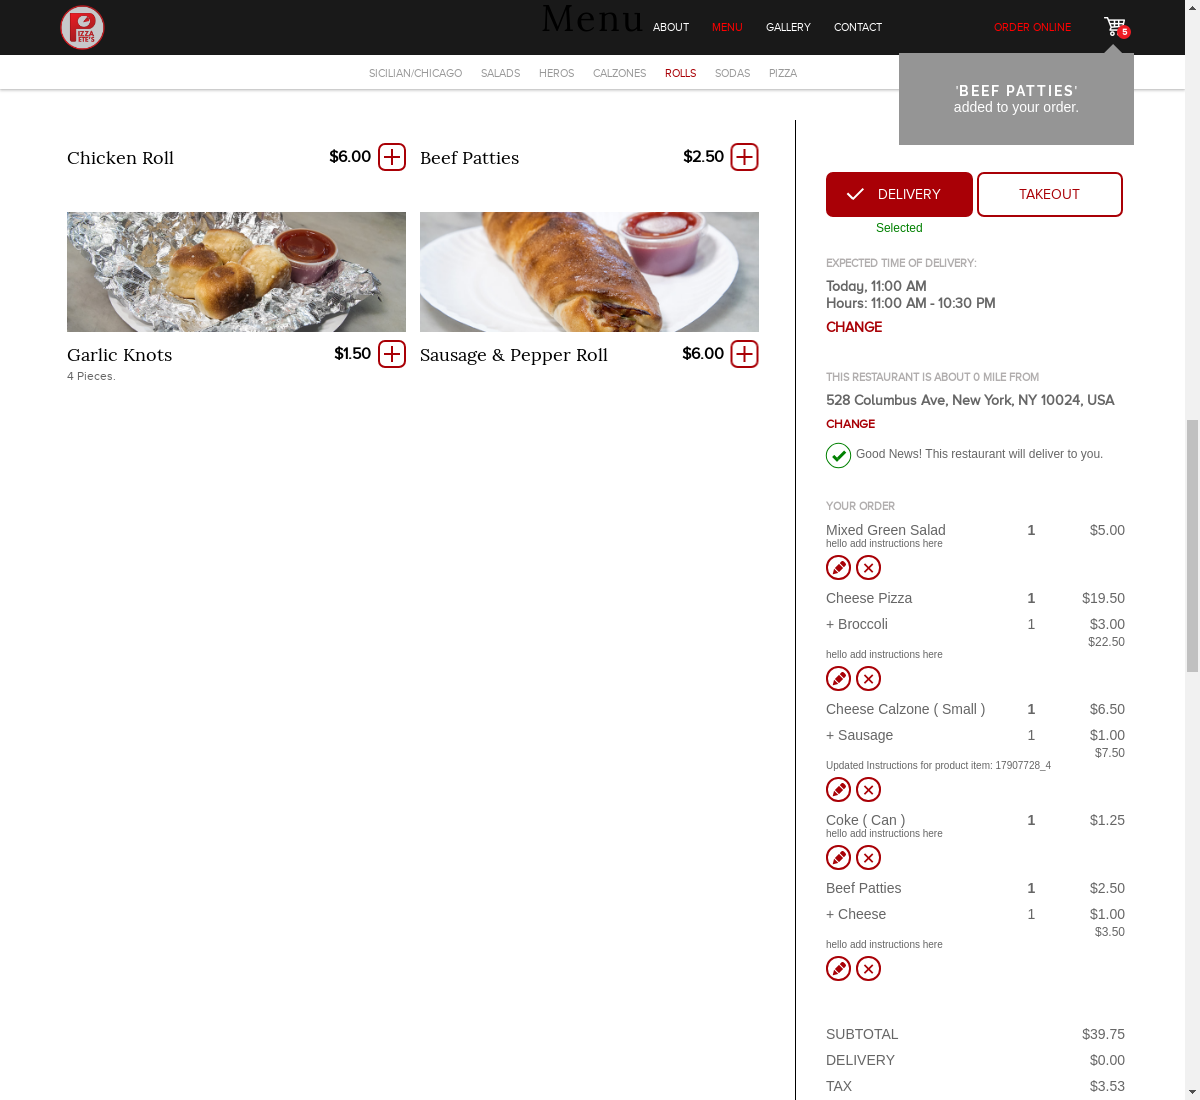 PIZZA
ETE'S
Menu
ABOUT
MENU
GALLERY
CONTACT
ORDER ONLINE
5
SICILIAN/CHICAGO
SALADS
HEROS
CALZONES
ROLLS
SODAS
PIZZA
'BEEF PATTIES'
added to your order.
Chicken Roll
$6.00
Beef Patties
$2.50
Garlic Knots
$1.50
4 Pieces.
Sausage & Pepper Roll
$6.00
DELIVERY
TAKEOUT
Selected
EXPECTED TIME OF DELIVERY:
Today, 11:00 AM
Hours: 11:00 AM - 10:30 PM
CHANGE
THIS RESTAURANT IS ABOUT 0 MILE FROM
528 Columbus Ave, New York, NY 10024, USA
CHANGE
Good News! This restaurant will deliver to you.
YOUR ORDER
Mixed Green Salad 1 $5.00
hello add instructions here
Cheese Pizza 1 $19.50
+ Broccoli 1 $3.00
$22.50
hello add instructions here
Cheese Calzone ( Small ) 1 $6.50
+ Sausage 1 $1.00
$7.50
Updated Instructions for product item: 17907728_4
Coke ( Can ) 1 $1.25
hello add instructions here
Beef Patties 1 $2.50
+ Cheese 1 $1.00
$3.50
hello add instructions here
SUBTOTAL $39.75
DELIVERY $0.00
TAX $3.53